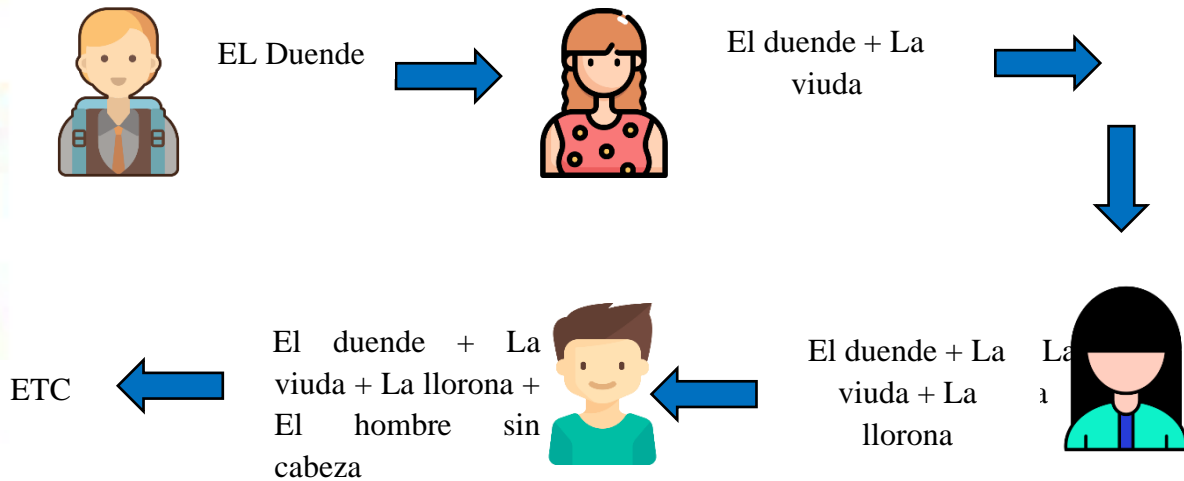 EL Duende
El duende + La
viuda
El duende + La
viuda + La
llorona
La
a
El duende + La
viuda + La llorona +
El hombre sin
cabeza
ETC